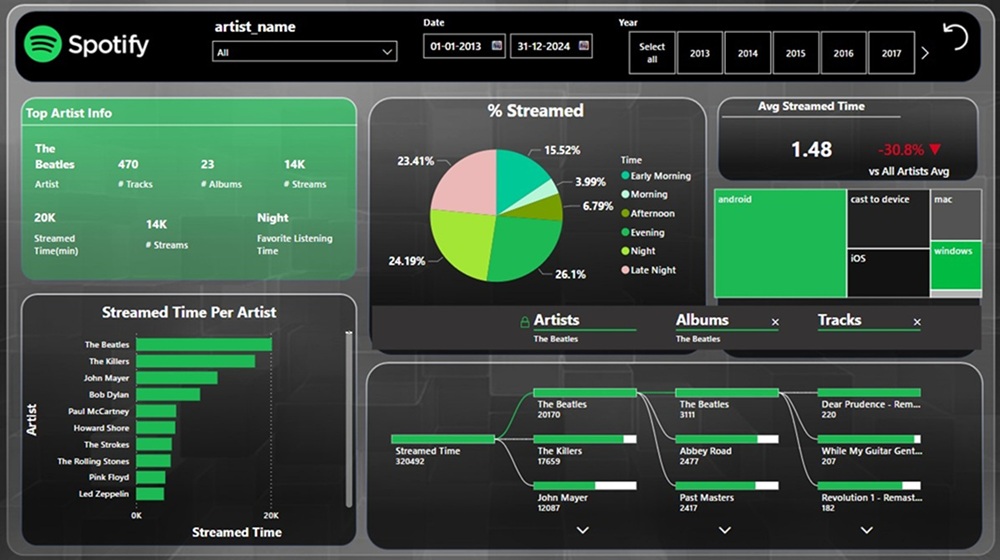 Spotify
artist_name
All
Date
01-01-2013
31-12-2024
Year
Select
all
2013
2014
2015
2016
2017
Top Artist Info
The
Beatles
Artist
470
# Tracks
23
# Albums
14K
# Streams
20K
Streamed
Time(min)
14K
# Streams
Night
Favorite Listening
Time
% Streamed
15.52%
3.99%
6.79%
26.1%
24.19%
23.41%
Time
Early Morning
Morning
Afternoon
Evening
Night
Late Night
Avg Streamed Time
1.48
-30.8% ▼
vs All Artists Avg
android
cast to device
iOS
mac
windows
Streamed Time Per Artist
Artist
The Beatles
The Killers
John Mayer
Bob Dylan
Paul McCartney
Howard Shore
The Strokes
The Rolling Stones
Pink Floyd
Led Zeppelin
0K
20K
Streamed Time
Artists
The Beatles
Albums
The Beatles
Tracks
Streamed Time
320492
The Beatles
20170
The Killers
17659
John Mayer
12087
The Beatles
3111
Abbey Road
2477
Past Masters
2417
Dear Prudence - Rem...
220
While My Guitar Gent...
207
Revolution 1 - Remast...
182